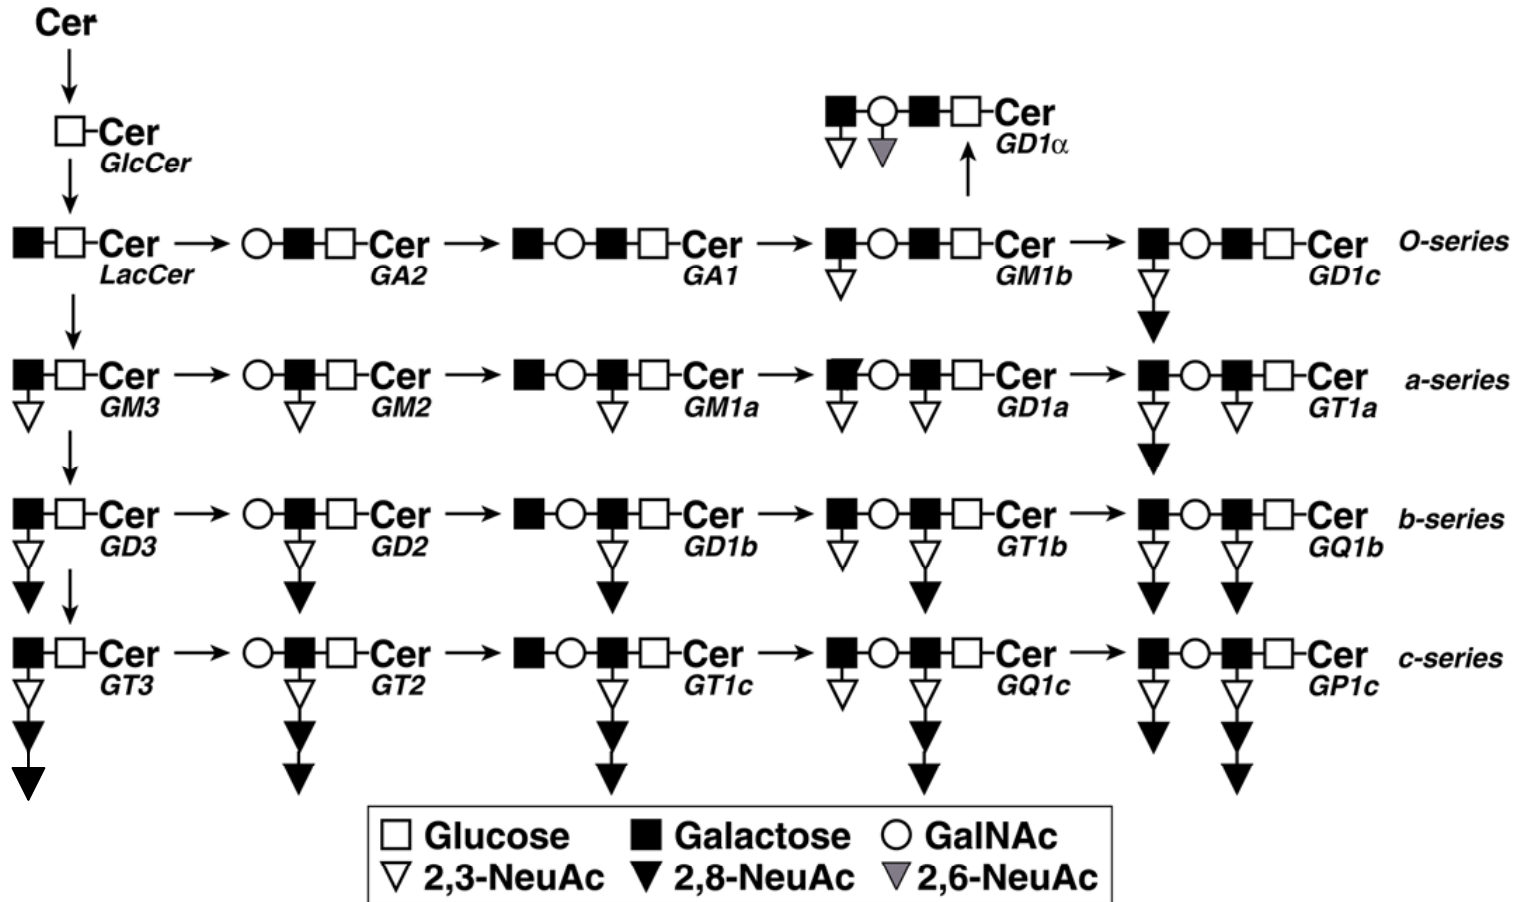 Cer
Cer
GlcCer
Cer
GD1α
Cer Cer Cer Cer Cer O-series
LacCer GA2 GA1 GM1b GD1c
Cer Cer Cer Cer Cer a-series
GM3 GM2 GM1a GD1a GT1a
Cer Cer Cer Cer Cer b-series
GD3 GD2 GD1b GT1b GQ1b
Cer Cer Cer Cer Cer c-series
GT3 GT2 GT1c GQ1c GP1c
Glucose Galactose GalNAc
2,3-NeuAc 2,8-NeuAc 2,6-NeuAc